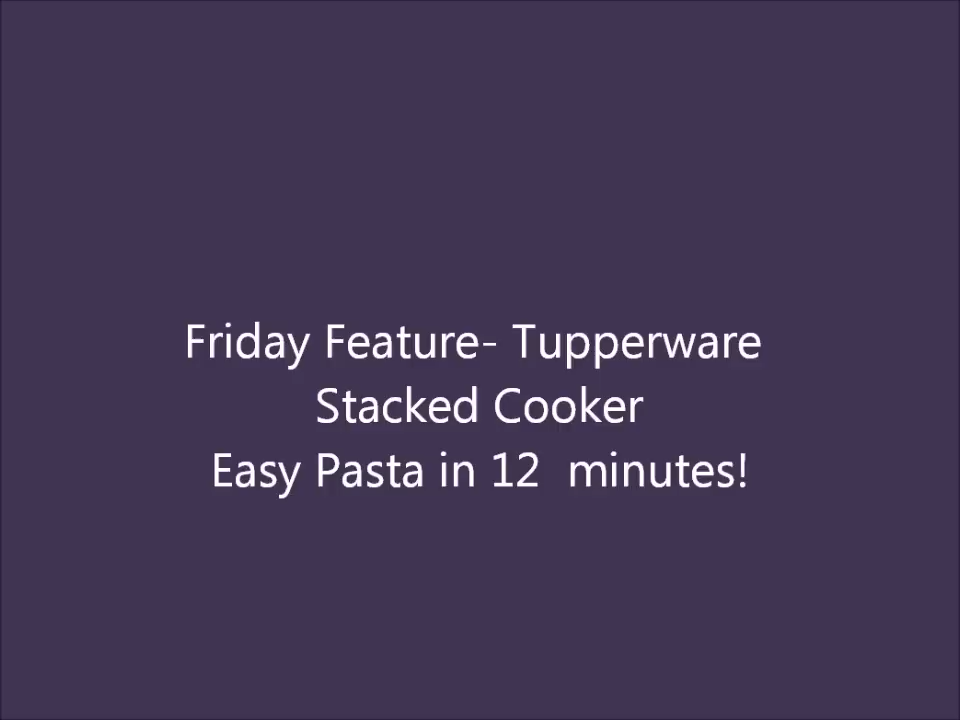 Friday Feature- Tupperware
Stacked Cooker
Easy Pasta in 12  minutes!